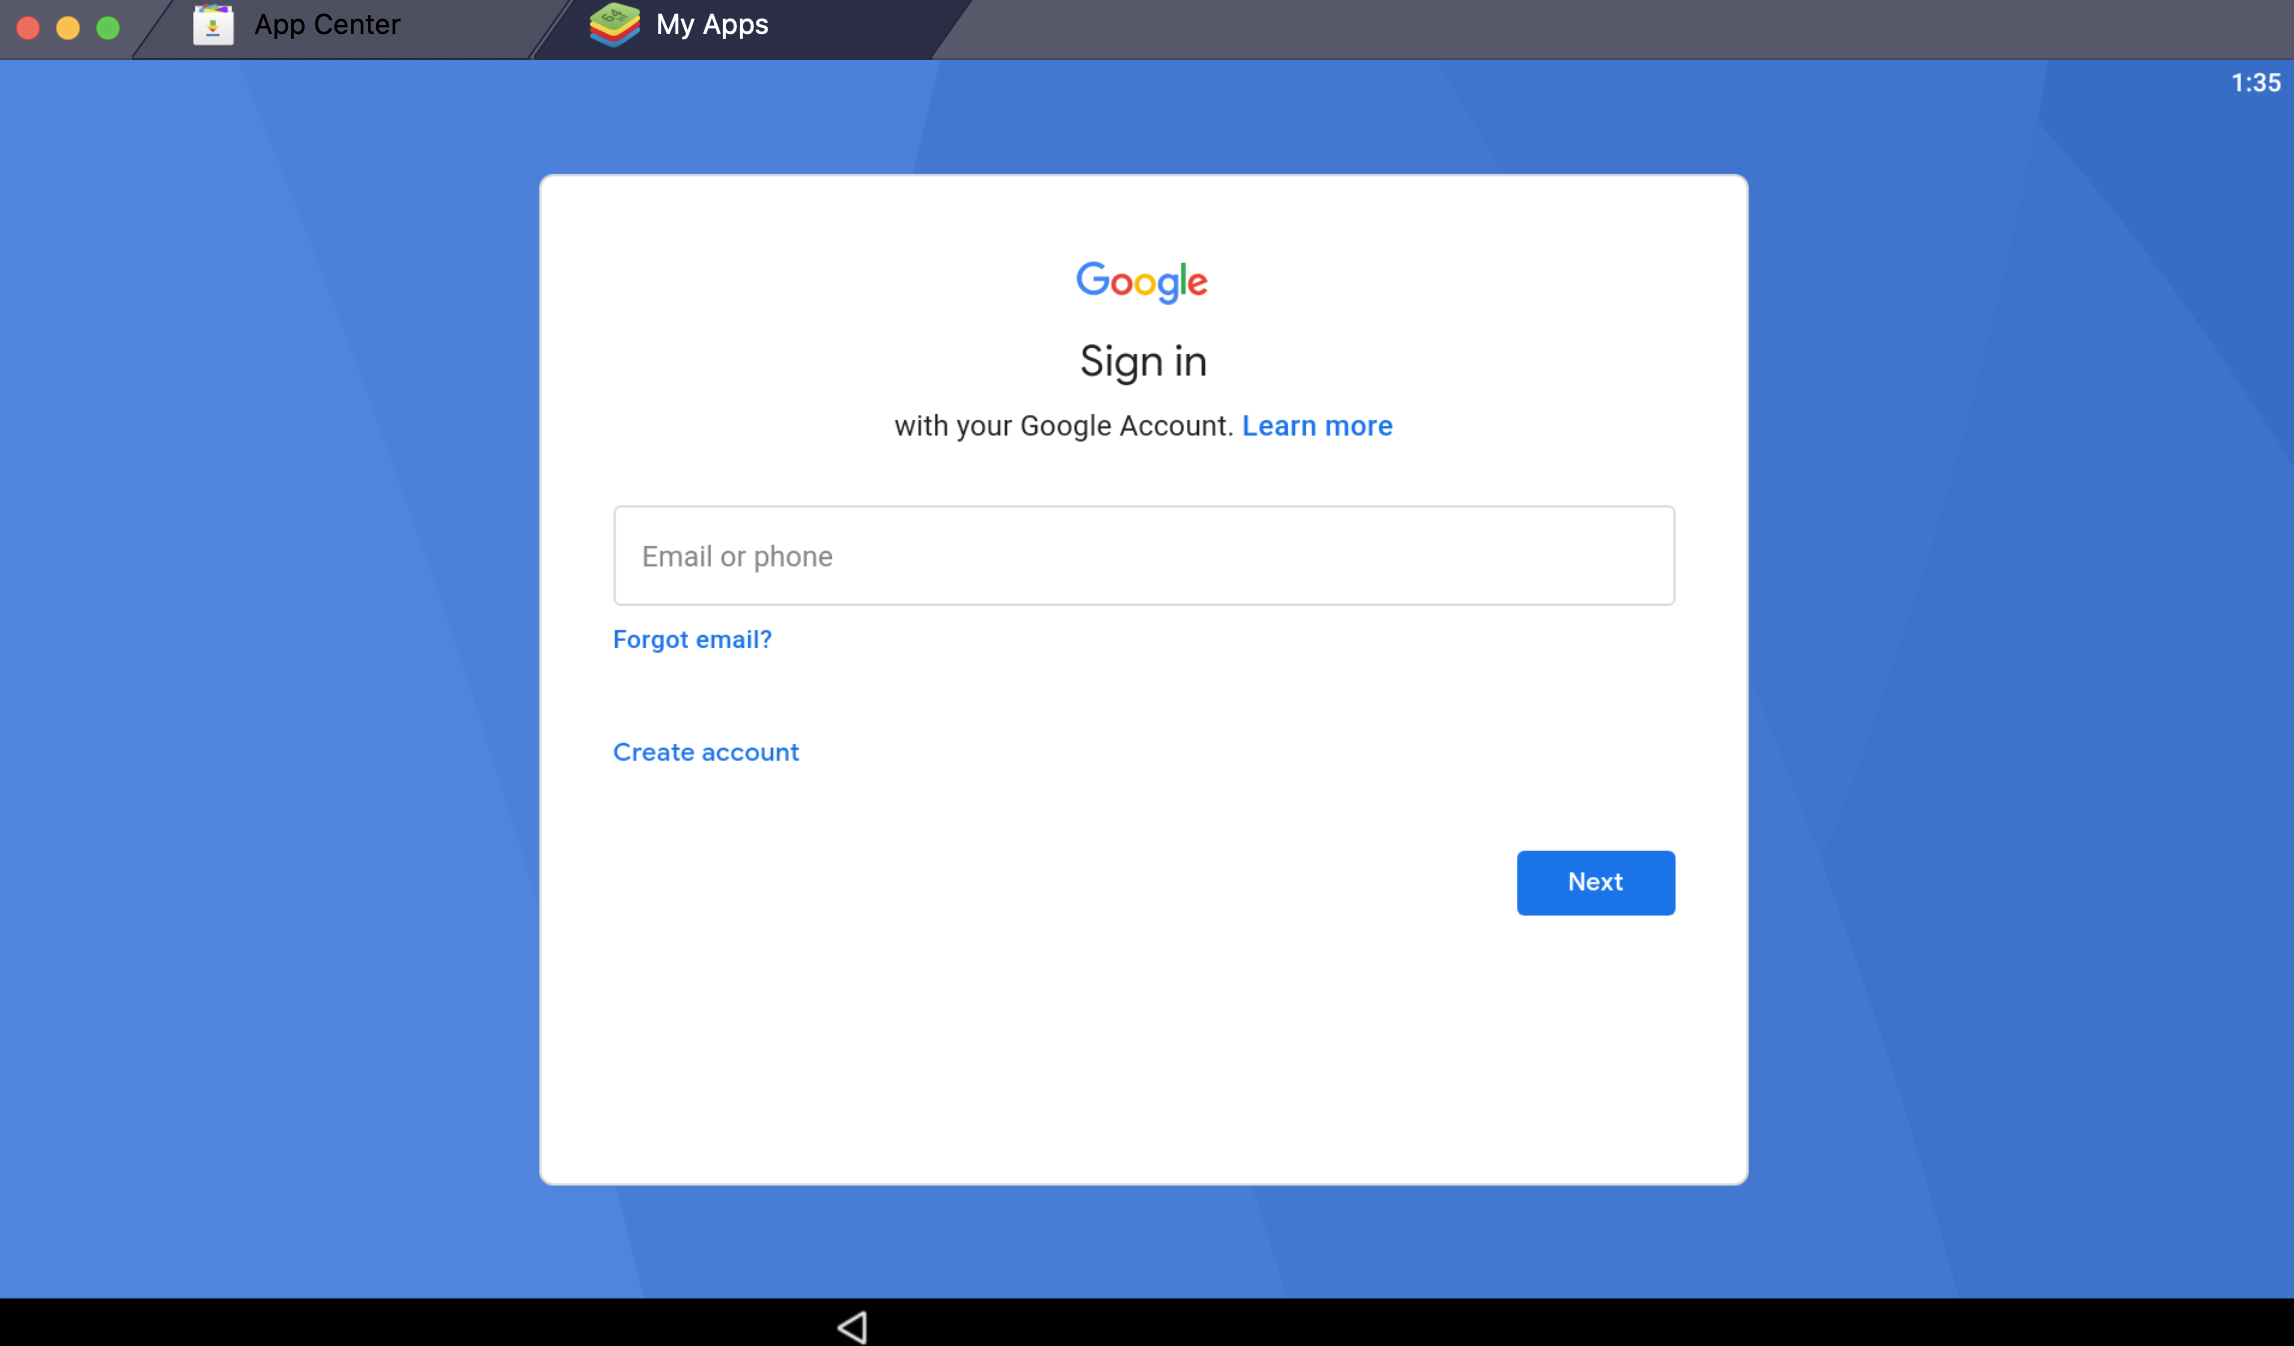 App Center
My Apps
1:35
Google
Sign in
with your Google Account. Learn more
Email or phone
Forgot email?
Create account
Next